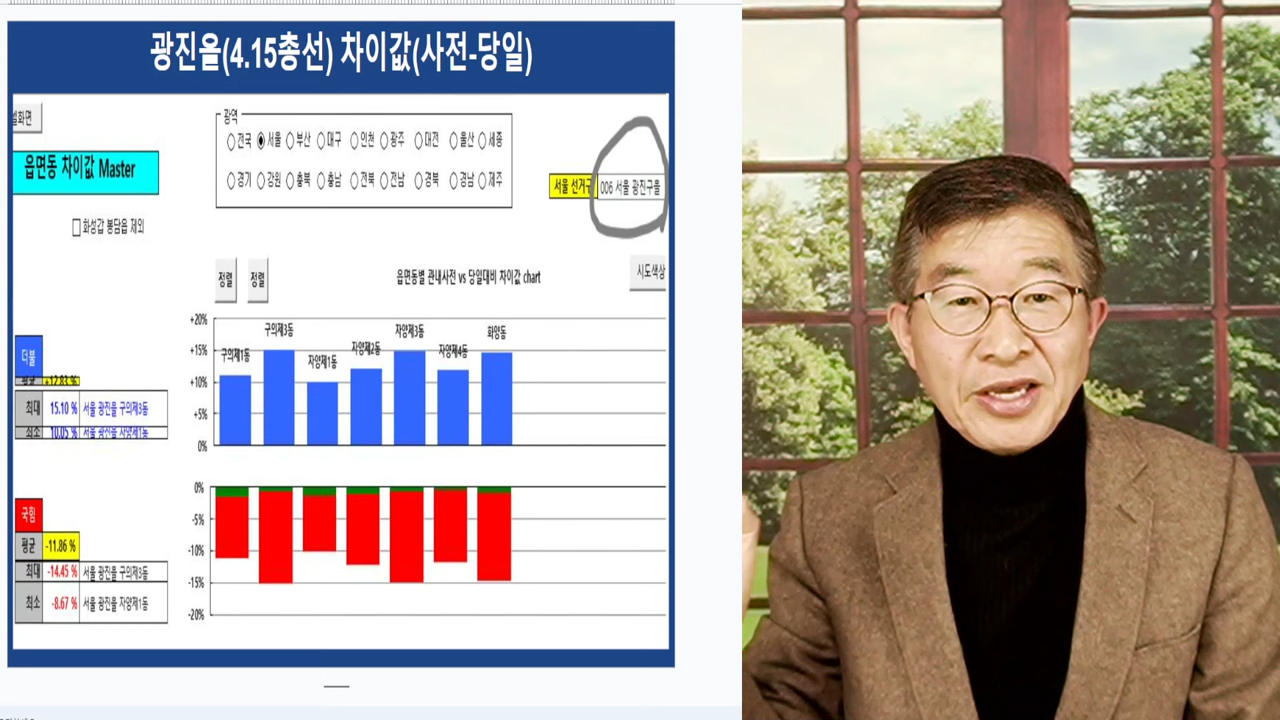 광진을(4.15총선) 차이값(사전-당일)
광역
전국 서울 부산 대구 인천 광주 대전 울산 세종
경기 강원 충북 충남 전북 전남 경북 경남 제주
읍면동 차이값 Master
서울 선거구 006 서울 광진구을
화성갑 봉담읍 제외
정렬 정렬
읍면동별 관내사전 vs 당일대비 차이값 chart
시도색상
+20%
+15%
+10%
+5%
0%
구의제1동 구의제3동 자양제1동 자양제2동 자양제3동 자양제4동 화양동
더불
최대 15.10 % 서울 광진을 구의제3동
최소 10.05 % 서울 광진을 자양제1동
0%
-5%
-10%
-15%
-20%
국힘
평균 -11.86 %
최대 -14.45 % 서울 광진을 구의제3동
최소 -8.67 % 서울 광진을 자양제1동